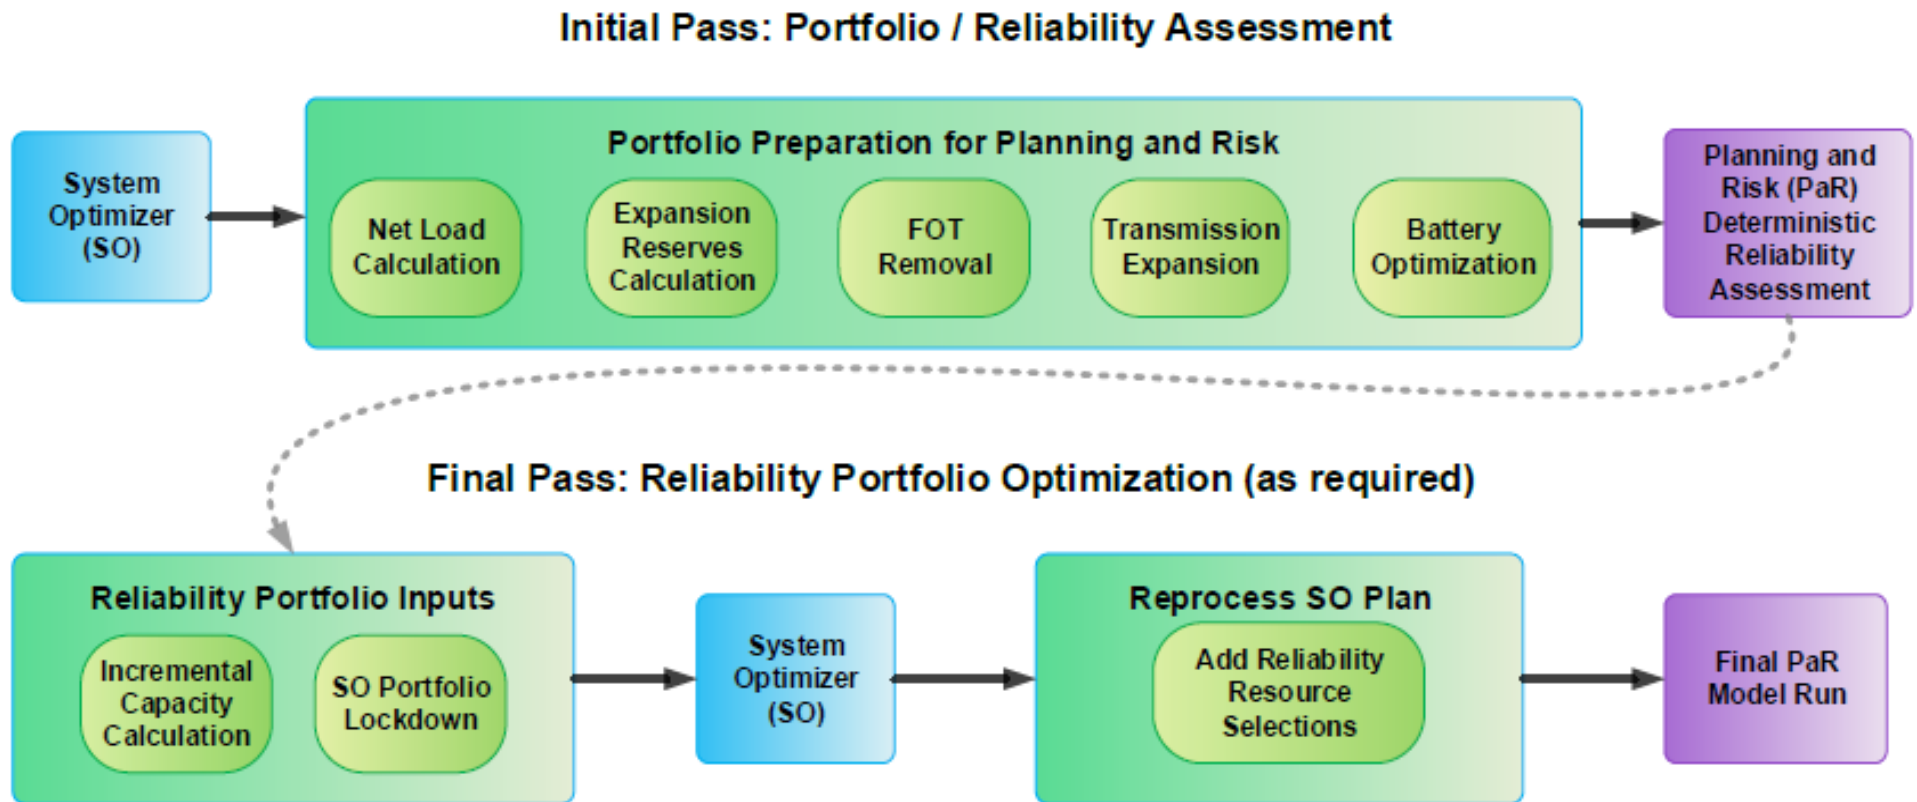 Initial Pass: Portfolio / Reliability Assessment
System
Optimizer
(SO)
Portfolio Preparation for Planning and Risk
Net Load
Calculation
Expansion
Reserves
Calculation
FOT
Removal
Transmission
Expansion
Battery
Optimization
Planning and
Risk (PaR)
Deterministic
Reliability
Assessment
Final Pass: Reliability Portfolio Optimization (as required)
Reliability Portfolio Inputs
Incremental
Capacity
Calculation
SO Portfolio
Lockdown
System
Optimizer
(SO)
Reprocess SO Plan
Add Reliability
Resource
Selections
Final PaR
Model Run